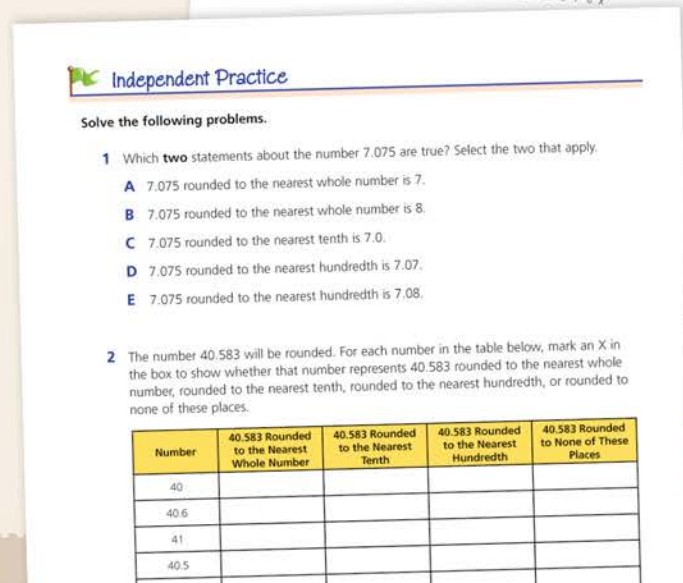 Independent Practice
Solve the following problems.
1 Which two statements about the number 7.075 are true? Select the two that apply.
A 7.075 rounded to the nearest whole number is 7.
B 7.075 rounded to the nearest whole number is 8.
C 7.075 rounded to the nearest tenth is 7.0.
D 7.075 rounded to the nearest hundredth is 7.07.
E 7.075 rounded to the nearest hundredth is 7.08.
2 The number 40.583 will be rounded. For each number in the table below, mark an X in
the box to show whether that number represents 40.583 rounded to the nearest whole
number, rounded to the nearest tenth, rounded to the nearest hundredth, or rounded to
none of these places.
Number
40.583 Rounded
to the Nearest
Whole Number
40.583 Rounded
to the Nearest
Tenth
40.583 Rounded
to the Nearest
Hundredth
40.583 Rounded
to None of These
Places
40
40.6
41
40.5